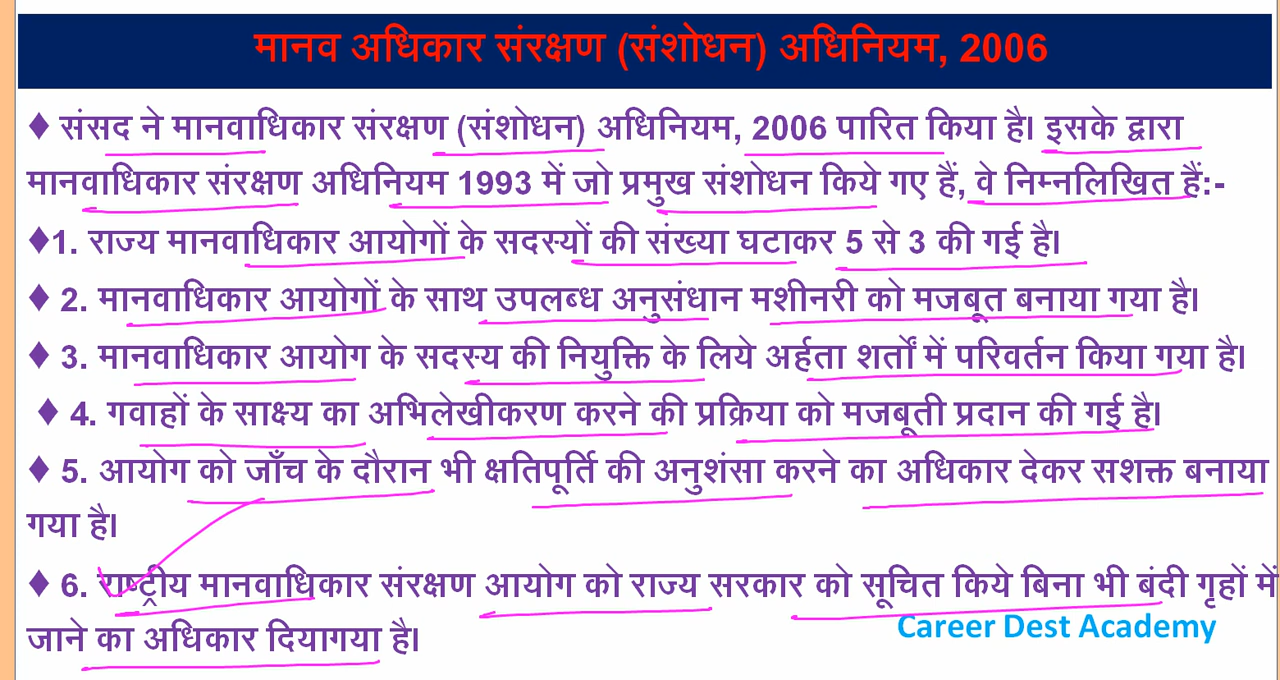 मानव अधिकार संरक्षण (संशोधन) अधिनियम, 2006
♦ संसद ने मानवाधिकार संरक्षण (संशोधन) अधिनियम, 2006 पारित किया है। इसके द्वारा
मानवाधिकार संरक्षण अधिनियम 1993 में जो प्रमुख संशोधन किये गए हैं, वे निम्नलिखित हैं:-
♦1. राज्य मानवाधिकार आयोगों के सदस्यों की संख्या घटाकर 5 से 3 की गई है।
♦ 2. मानवाधिकार आयोगों के साथ उपलब्ध अनुसंधान मशीनरी को मजबूत बनाया गया है।
♦ 3. मानवाधिकार आयोग के सदस्य की नियुक्ति के लिये अर्हता शर्तों में परिवर्तन किया गया है।
♦ 4. गवाहों के साक्ष्य का अभिलेखीकरण करने की प्रक्रिया को मजबूती प्रदान की गई है।
♦ 5. आयोग को जाँच के दौरान भी क्षतिपूर्ति की अनुशंसा करने का अधिकार देकर सशक्त बनाया
गया है।
♦ 6. राष्ट्रीय मानवाधिकार संरक्षण आयोग को राज्य सरकार को सूचित किये बिना भी बंदी गृहों में
जाने का अधिकार दियागया है।
Career Dest Academy